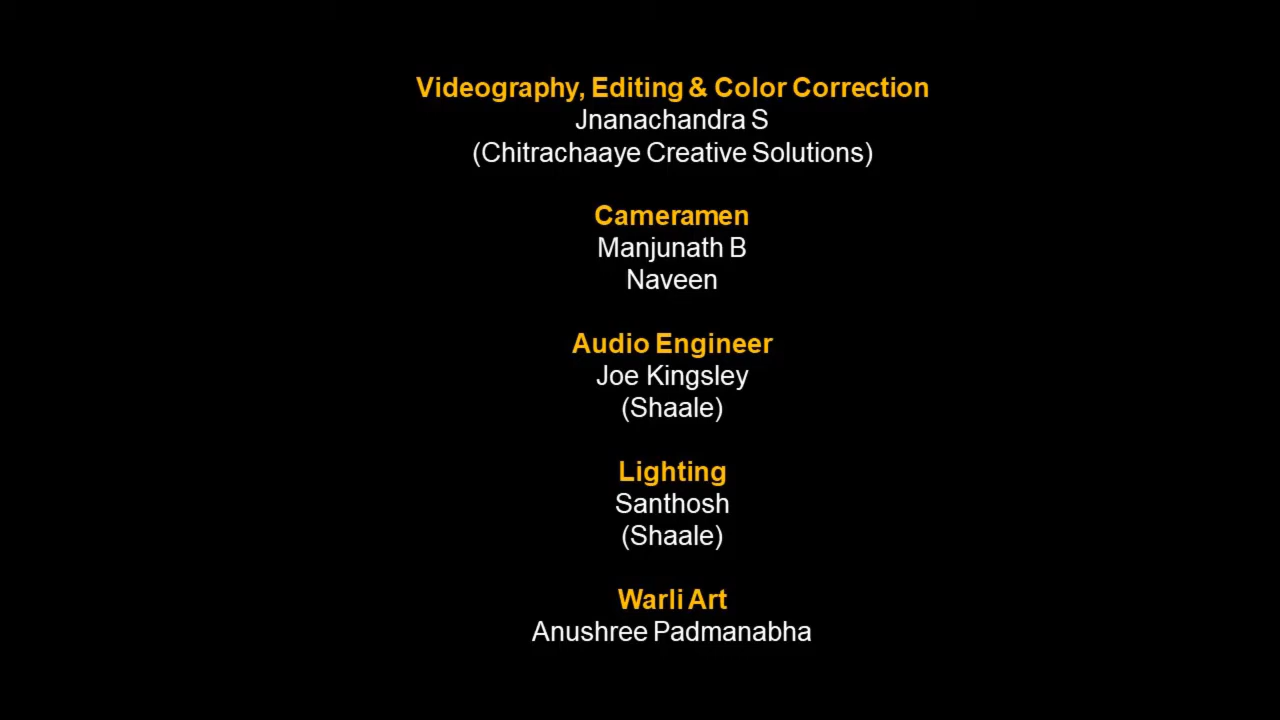 Videography, Editing & Color Correction
Jnanachandra S
(Chitrachaaye Creative Solutions)
Cameramen
Manjunath B
Naveen
Audio Engineer
Joe Kingsley
(Shaale)
Lighting
Santhosh
(Shaale)
Warli Art
Anushree Padmanabha